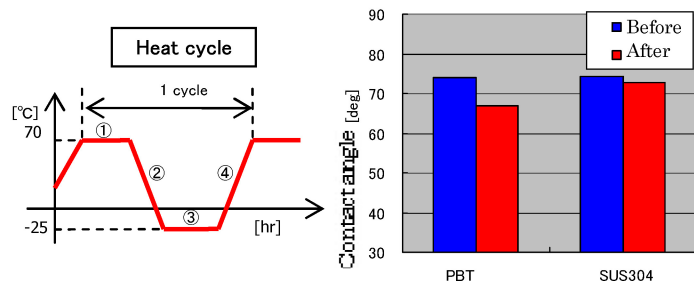 Heat cycle
1 cycle
[℃]
70
①
②
③
④
-25
[hr]
Before
After
90
80
70
60
50
40
30
Contact angle [deg]
PBT
SUS304